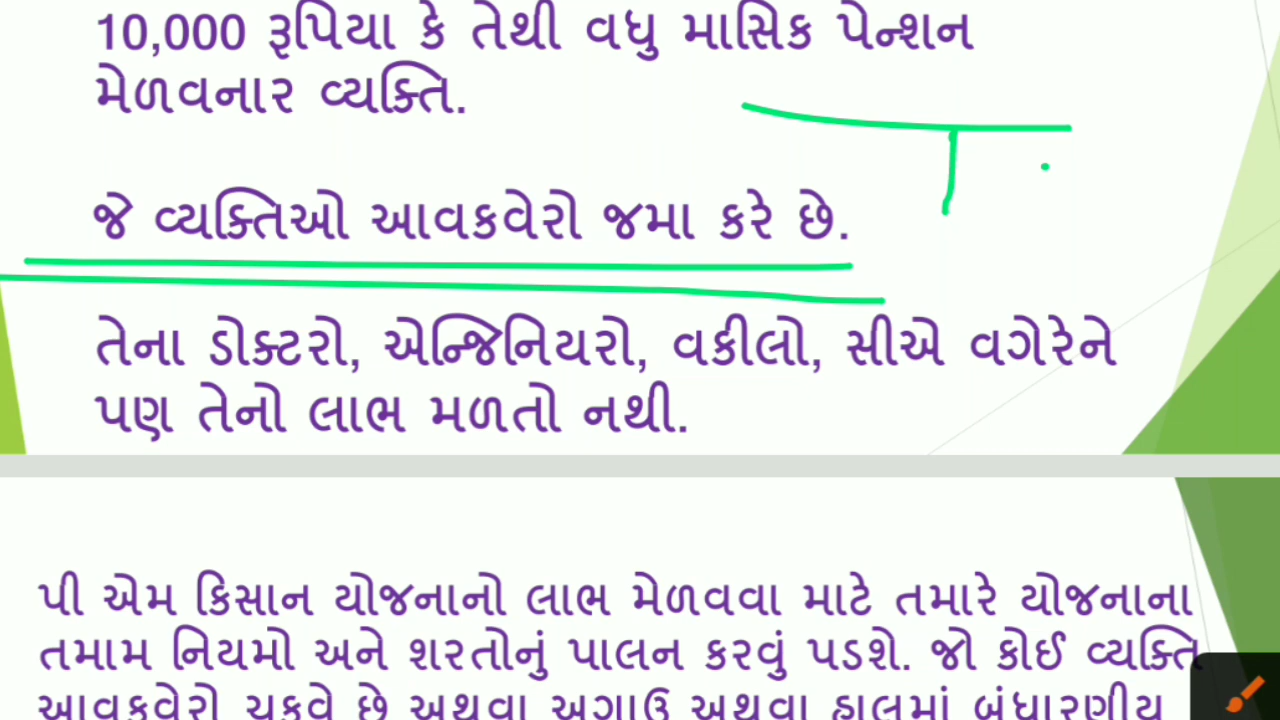 10,000 રૂપિયા કે તેથી વધુ માસિક પેન્શન
મેળવનાર વ્યક્તિ.
જે વ્યક્તિઓ આવકવેરો જમા કરે છે.
તેના ડોક્ટરો, એન્જિનિયરો, વકીલો, સીએ વગેરેને
પણ તેનો લાભ મળતો નથી.
પી એમ કિસાન યોજનાનો લાભ મેળવવા માટે તમારે યોજનાના
તમામ નિયમો અને શરતોનું પાલન કરવું પડશે. જો કોઈ વ્યક્તિ
આવકવેરો ચૂકવે છે અથવા અગાઉ અથવા હાલમાં બંધારણીય